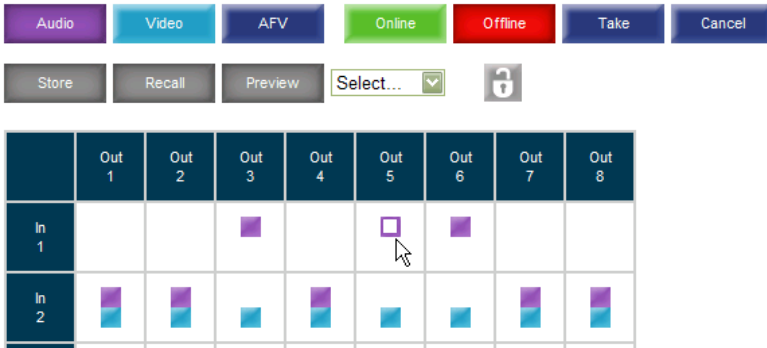 Audio Video AFV Online Offline Take Cancel
Store Recall Preview Select...
Out Out Out Out Out Out Out Out
1 2 3 4 5 6 7 8
In
1
In
2